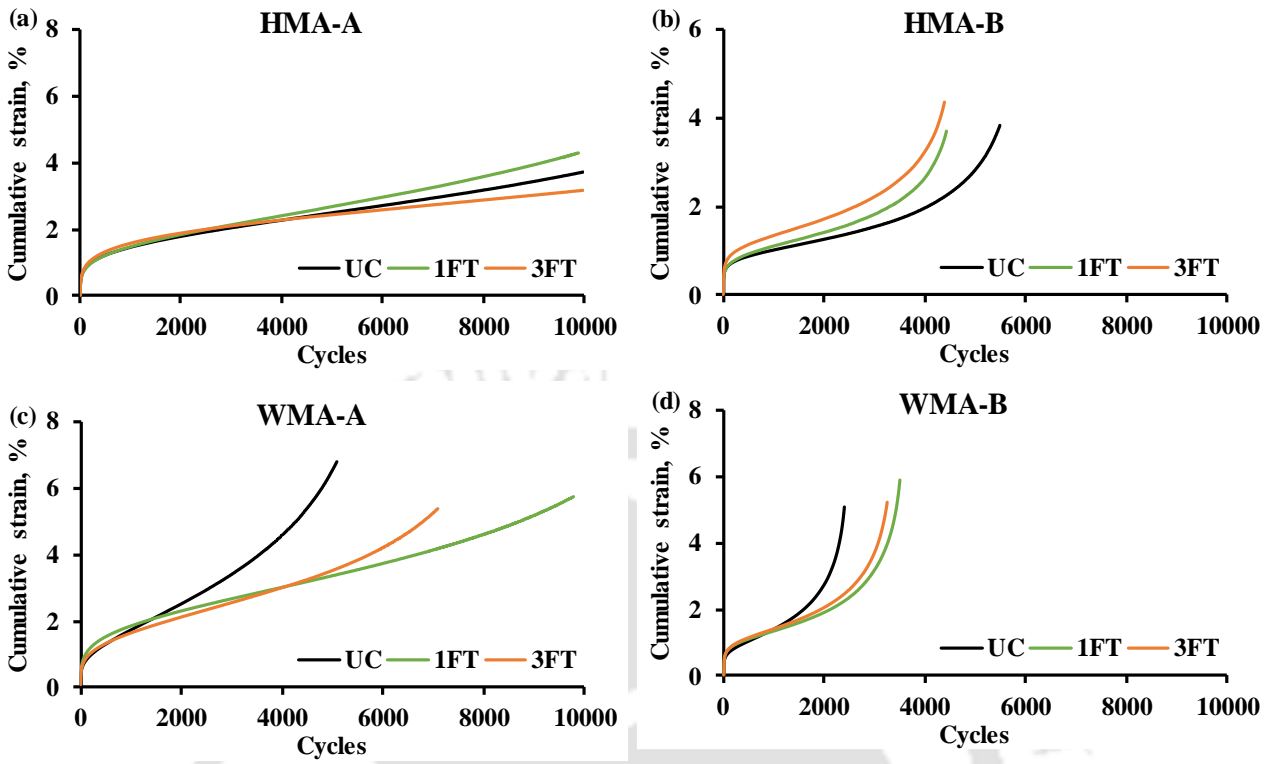 (a) HMA-A
Cumulative strain, %
8
6
4
2
0
UC 1FT 3FT
0 2000 4000 6000 8000 10000
Cycles
(b) HMA-B
Cumulative strain, %
6
4
2
0
UC 1FT 3FT
0 2000 4000 6000 8000 10000
Cycles
(c) WMA-A
Cumulative strain, %
8
6
4
2
0
UC 1FT 3FT
0 2000 4000 6000 8000 10000
Cycles
(d) WMA-B
Cumulative strain, %
8
6
4
2
0
UC 1FT 3FT
0 2000 4000 6000 8000 10000
Cycles